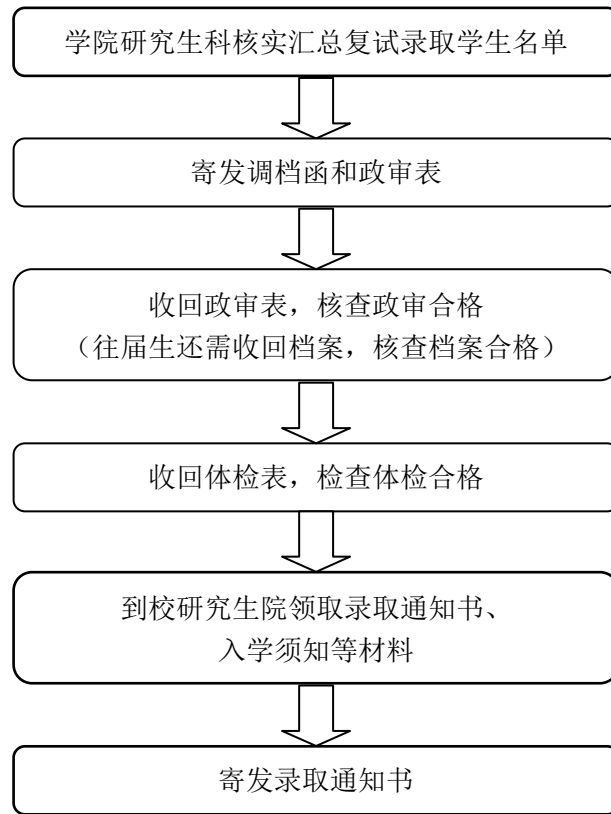 学院研究生科核实汇总复试录取学生名单
寄发调档函和政审表
收回政审表，核查政审合格
（往届生还需收回档案，核查档案合格）
收回体检表，检查体检合格
到校研究生院领取录取通知书、
入学须知等材料
寄发录取通知书